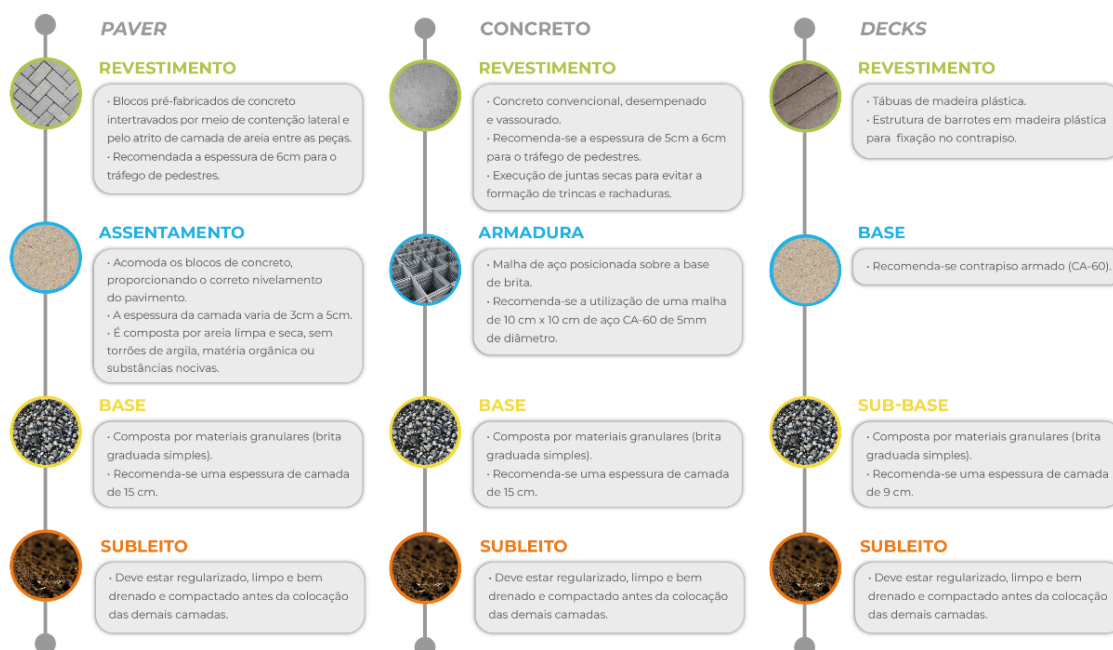 PAVER
REVESTIMENTO
• Blocos pré-fabricados de concreto
intertravados por meio de contenção lateral e
pelo atrito de camada de areia entre as peças.
• Recomendada a espessura de 6cm para o
tráfego de pedestres.
ASSENTAMENTO
• Acomoda os blocos de concreto,
proporcionando o correto nivelamento
do pavimento.
• A espessura da camada varia de 3cm a 5cm.
• É composta por areia limpa e seca, sem
torrões de argila, matéria orgânica ou
substâncias nocivas.
BASE
• Composta por materiais granulares (brita
graduada simples).
• Recomenda-se uma espessura de camada
de 15 cm.
SUBLEITO
• Deve estar regularizado, limpo e bem
drenado e compactado antes da colocação
das demais camadas.
CONCRETO
REVESTIMENTO
• Concreto convencional, desempenado
e vassourado.
• Recomenda-se a espessura de 5cm a 6cm
para o tráfego de pedestres.
• Execução de juntas secas para evitar a
formação de trincas e rachaduras.
ARMADURA
• Malha de aço posicionada sobre a base
de brita.
• Recomenda-se a utilização de uma malha
de 10 cm x 10 cm de aço CA-60 de 5mm
de diâmetro.
BASE
• Composta por materiais granulares (brita
graduada simples).
• Recomenda-se uma espessura de camada
de 15 cm.
SUBLEITO
• Deve estar regularizado, limpo e bem
drenado e compactado antes da colocação
das demais camadas.
DECKS
REVESTIMENTO
• Tábuas de madeira plástica.
• Estrutura de barrotes em madeira plástica
para fixação no contrapiso.
BASE
• Recomenda-se contrapiso armado (CA-60).
SUB-BASE
• Composta por materiais granulares (brita
graduada simples).
• Recomenda-se uma espessura de camada
de 9 cm.
SUBLEITO
• Deve estar regularizado, limpo e bem
drenado e compactado antes da colocação
das demais camadas.